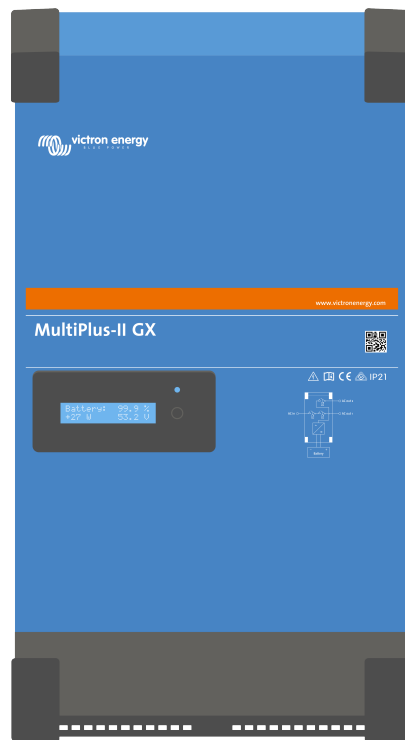 victron energy
BLUE POWER
www.victronenergy.com
MultiPlus-II GX
IP21
Battery: 99.9 %
+27 W 53.2 V
Battery